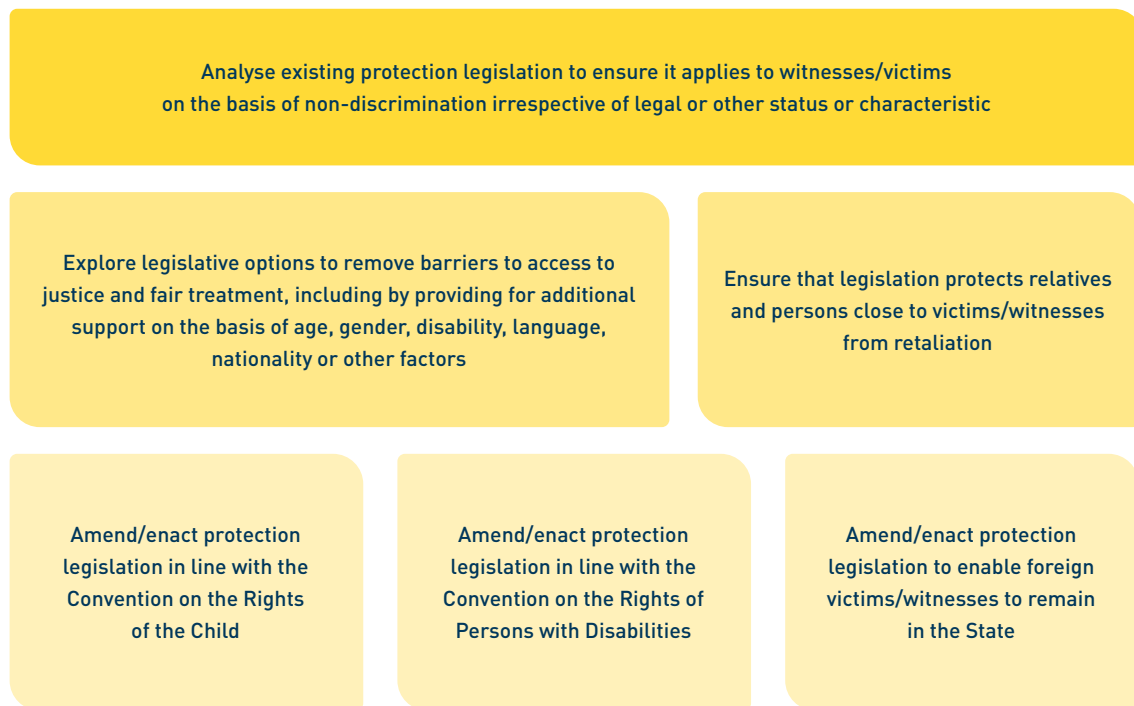 Analyse existing protection legislation to ensure it applies to witnesses/victims
on the basis of non-discrimination irrespective of legal or other status or characteristic
Explore legislative options to remove barriers to access to
justice and fair treatment, including by providing for additional
support on the basis of age, gender, disability, language,
nationality or other factors
Ensure that legislation protects relatives
and persons close to victims/witnesses
from retaliation
Amend/enact protection
legislation in line with the
Convention on the Rights
of the Child
Amend/enact protection
legislation in line with the
Convention on the Rights of
Persons with Disabilities
Amend/enact protection
legislation to enable foreign
victims/witnesses to remain
in the State